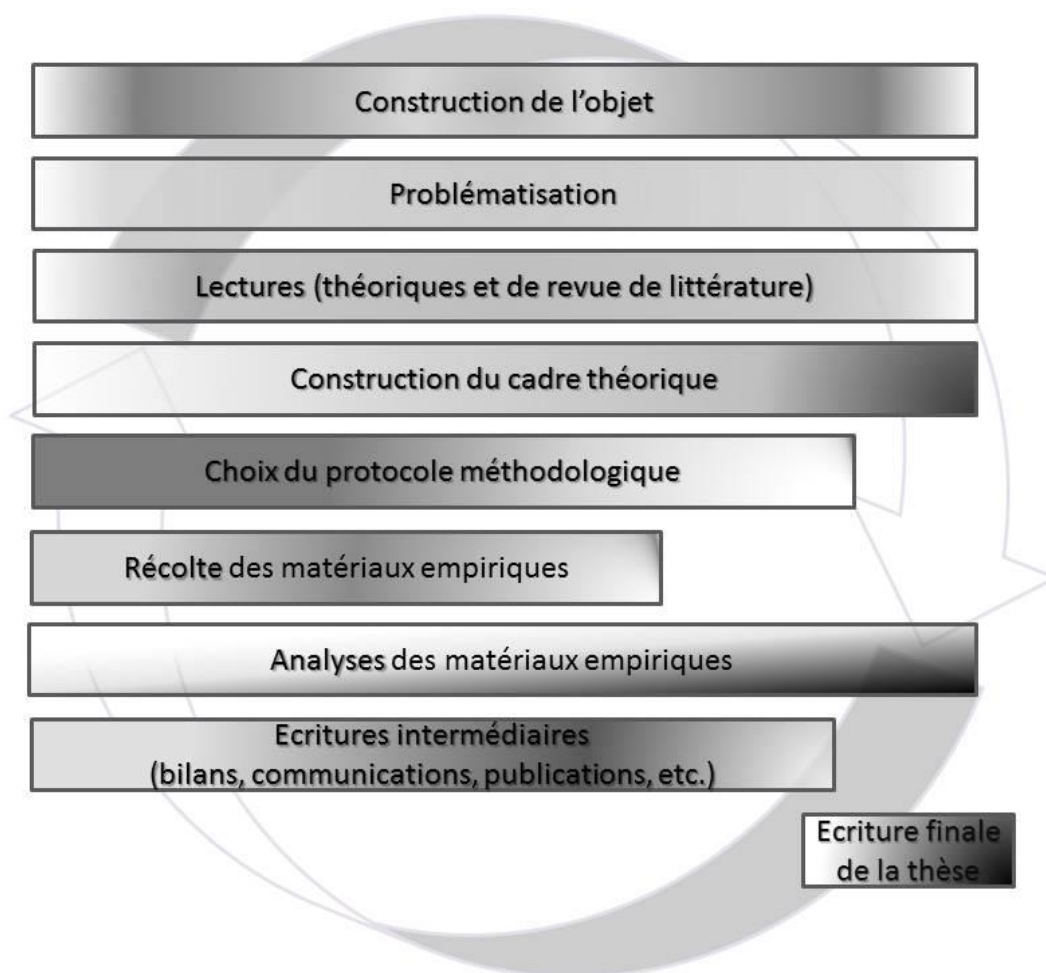 Construction de l’objet
Problématisation
Lectures (théoriques et de revue de littérature)
Construction du cadre théorique
Choix du protocole méthodologique
Récolte des matériaux empiriques
Analyses des matériaux empiriques
Ecritures intermédiaires
(bilans, communications, publications, etc.)
Ecriture finale
de la thèse